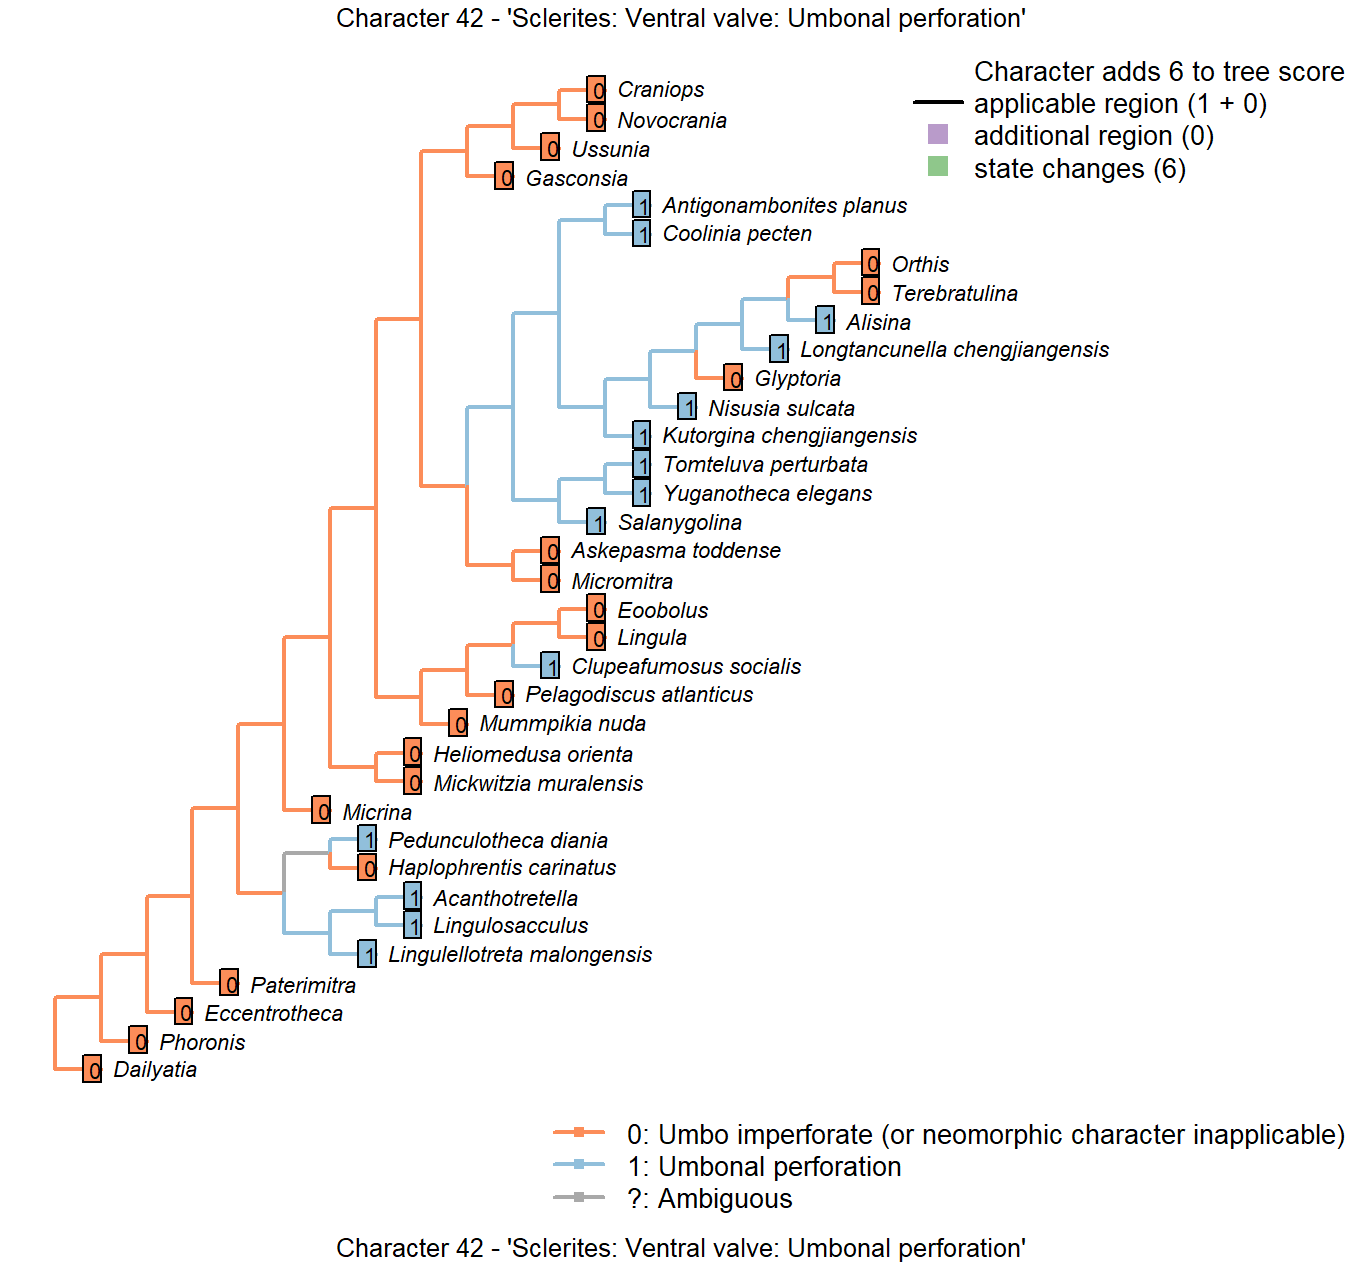 Character 42 - 'Sclerites: Ventral valve: Umbonal perforation'
Character adds 6 to tree score
applicable region (1 + 0)
additional region (0)
state changes (6)
0 Craniops
0 Novocrania
0 Ussunia
0 Gasconsia
1 Antigonambonites planus
1 Coolinia pecten
0 Orthis
0 Terebratulina
1 Alisina
1 Longtancunella chengjiangensis
0 Glyptoria
1 Nisusia sulcata
1 Kutorgina chengjiangensis
1 Tomteluva perturbata
1 Yuganotheca elegans
1 Salanygolina
0 Askepasma toddense
0 Micromitra
0 Eoobolus
0 Lingula
1 Clupeafumosus socialis
0 Pelagodiscus atlanticus
0 Mummpikia nuda
0 Heliomedusa orienta
0 Mickwitzia muralensis
0 Micrina
1 Pedunculotheca diania
0 Haplophrentis carinatus
1 Acanthotretella
1 Lingulosacculus
1 Lingulellotreta malongensis
0 Paterimitra
0 Eccentrotheca
0 Phoronis
0 Dailyatia
0: Umbo imperforate (or neomorphic character inapplicable)
1: Umbonal perforation
?: Ambiguous
Character 42 - 'Sclerites: Ventral valve: Umbonal perforation'